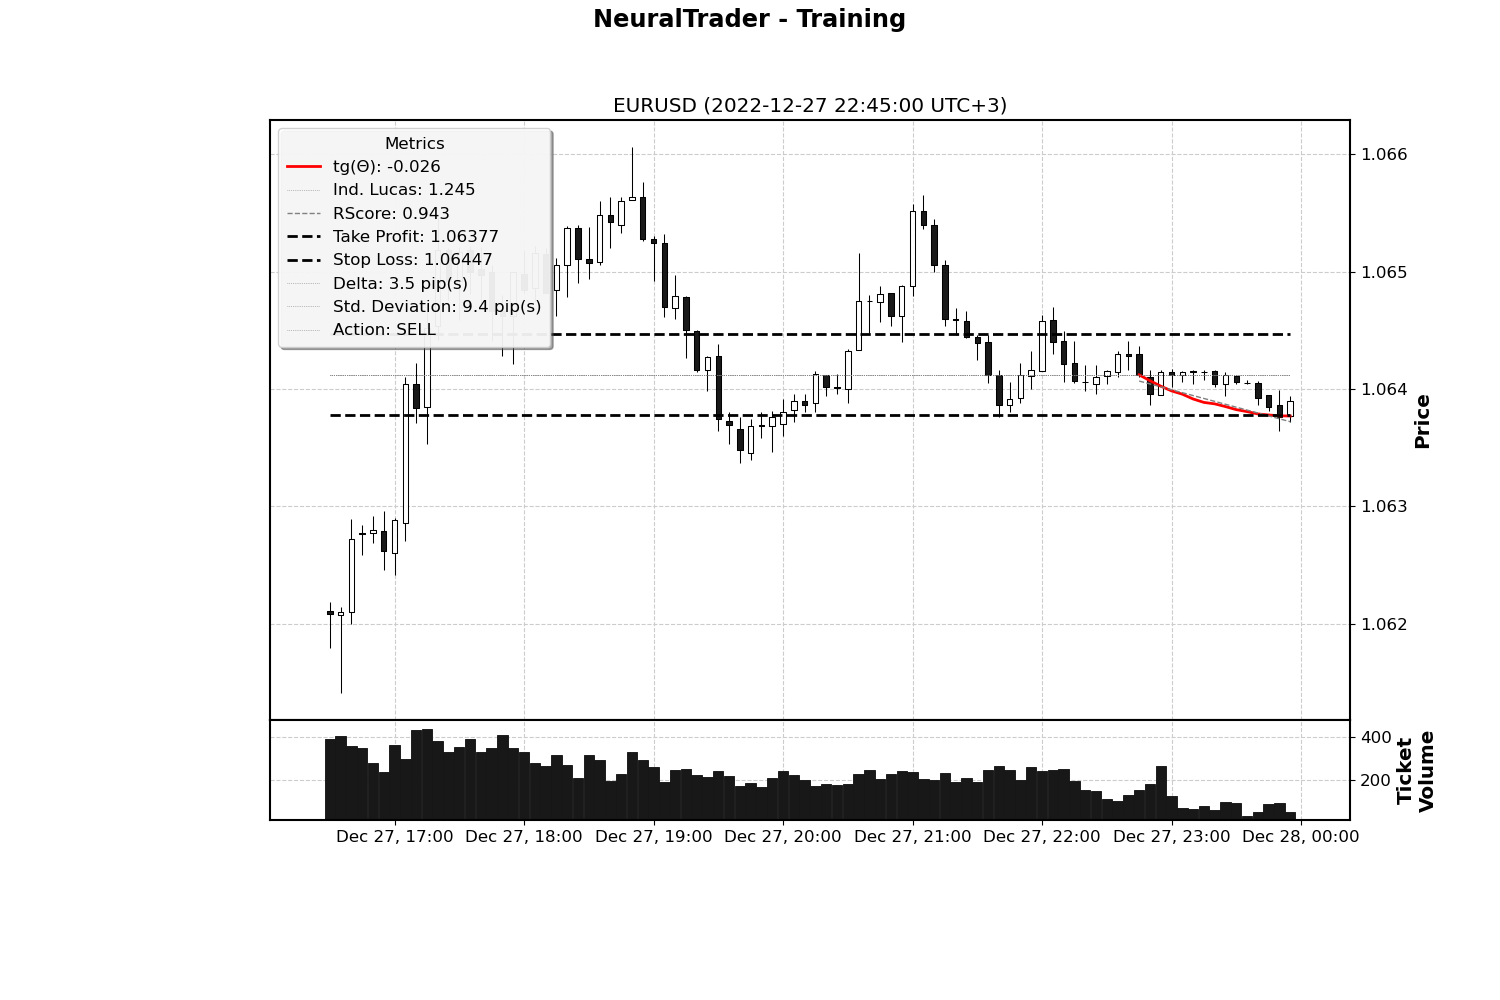 NeuralTrader - Training
EURUSD (2022-12-27 22:45:00 UTC+3)
Metrics
tg(Θ): -0.026
Ind. Lucas: 1.245
RScore: 0.943
Take Profit: 1.06377
Stop Loss: 1.06447
Delta: 3.5 pip(s)
Std. Deviation: 9.4 pip(s)
Action: SELL
1.066
1.065
1.064
1.063
1.062
Price
400
200
Ticket
Volume
Dec 27, 17:00
Dec 27, 18:00
Dec 27, 19:00
Dec 27, 20:00
Dec 27, 21:00
Dec 27, 22:00
Dec 27, 23:00
Dec 28, 00:00